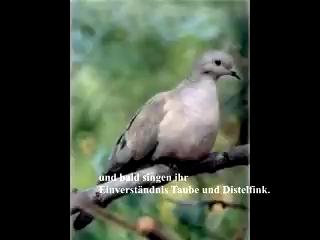 und bald singen ihr
Einverständnis Taube und Distelfink.